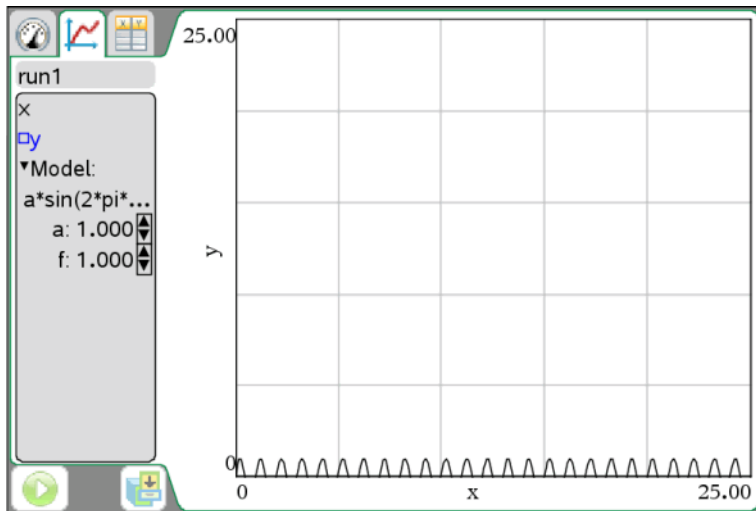 X Y
run1
x
y
▾Model:
a*sin(2*pi*...
a: 1.000
f: 1.000
25.00
y
0
0
x
25.00